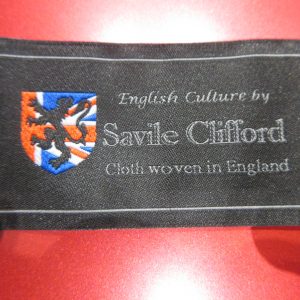 English Culture by
Savile Clifford
Cloth woven in England